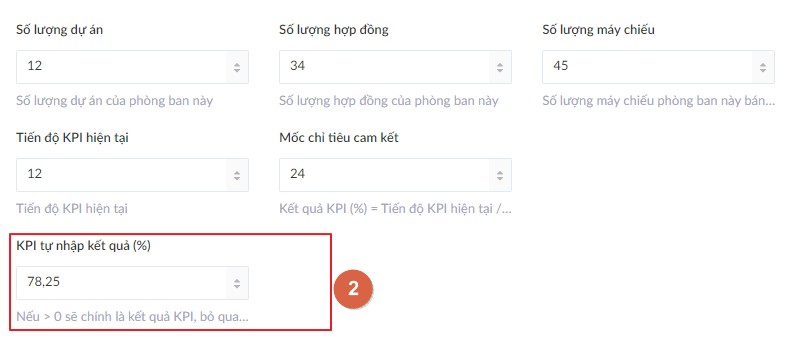 Số lượng dự án
Số lượng hợp đồng
Số lượng máy chiếu
12
34
45
Số lượng dự án của phòng ban này
Số lượng hợp đồng của phòng ban này
Số lượng máy chiếu phòng ban này bán...
Tiến độ KPI hiện tại
Mốc chỉ tiêu cam kết
12
24
Tiến độ KPI hiện tại
Kết quả KPI (%) = Tiến độ KPI hiện tại /...
KPI tự nhập kết quả (%)
78,25
2
Nếu > 0 sẽ chính là kết quả KPI, bỏ qua...